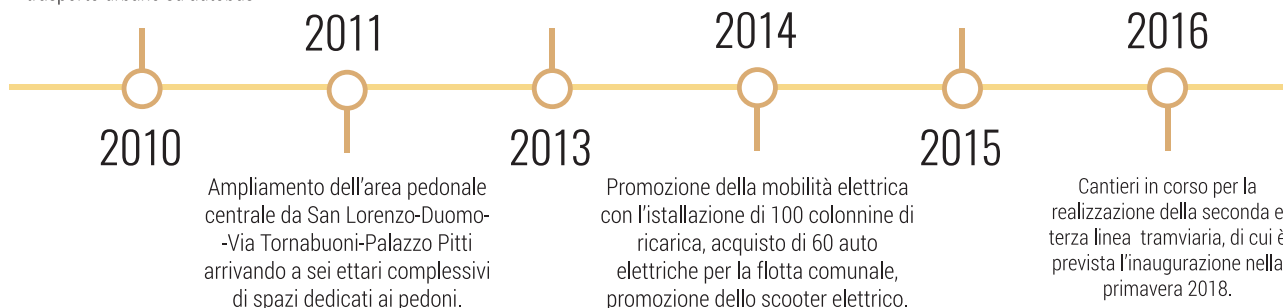 2011
2014
2016
2010
2013
2015
Ampliamento dell'area pedonale
centrale da San Lorenzo-Duomo-
-Via Tornabuoni-Palazzo Pitti
arrivando a sei ettari complessivi
di spazi dedicati ai pedoni.
Promozione della mobilità elettrica
con l'istallazione di 100 colonnine di
ricarica, acquisto di 60 auto
elettriche per la flotta comunale,
promozione dello scooter elettrico.
Cantieri in corso per la
realizzazione della seconda e
terza linea tramviaria, di cui è
prevista l'inaugurazione nella
primavera 2018.